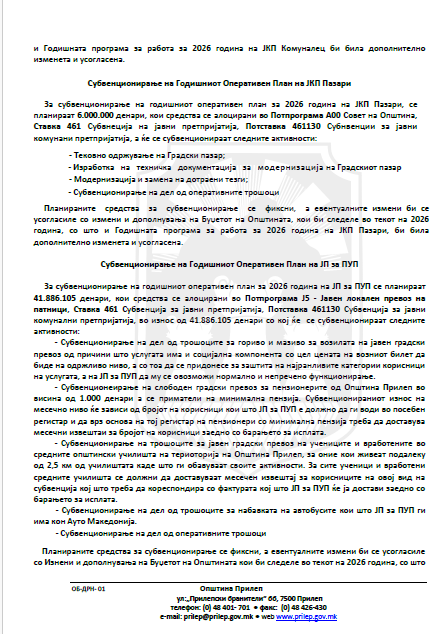 и Годишната програма за работа за 2026 година на ЈКП Комуналец би била дополнително
изменета и усогласена.
Субвенционирање на Годишниот Оперативен План на ЈКП Пазари
За субвенционирање на годишниот оперативен план за 2026 година на ЈКП Пазари, се
планираат 6.000.000 денари, кои средства се алоцирани во Потпрограма А00 Совет на Општина,
Ставка 461 Субвнеција на јавни претпријатија, Потставка 461130 Субнвенции за јавни
комунани претпријатија, а ќе се субвенционираат следните активности:
- Тековно одржување на Градски пазар;
- Изработка на техничка документација за модернизација на Градскиот пазар
- Модернизација и замена на дотраени тезги;
- Субвенционирање на дел од оперативните трошоци
Планираните средства за субвенционирање се фиксни, а евентуалните измени би се
усогласиле со измени и дополнувања на Буџетот на Општината, кои би следеле во текот на 2026
година, со што и Годишната програма за работа за 2026 година на ЈКП Пазари, би била
дополнително изменета и усогласена.
Субвенционирање на Годишниот Оперативен План на ЈП за ПУП
За субвенционирање на годишниот оперативен план за 2026 година на ЈП за ПУП се планираат
41.886.105 денари, кои средства се алоцирани во Потпрограма Ј5 - Јавен локален превоз на
патници, Ставка 461 Субвенција за јавни претпријатија, Потставка 461130 Субвенција за јавни
комунални претпријатија, во износ од 41.886.105 денари со кој ќе се субвенционираат следните
активности:
- Субвенционирање на дел од трошоците за гориво и мазиво за возилата на јавен градски
превоз од причини што услугата има и социјална компонента со цел цената на возниот билет да
биде на одржливо ниво, а со тоа да се придонесе за заштита на најранливите категории корисници
на услугата, а на ЈП за ПУП да му се овозможи нормално и непречено функционирање.
- Субвенционеирање на слободен градски превоз за пензионерите од Општина Прилеп во
висина од 1.000 денари а се приматели на минимална пензија. Субвенционираниот износ на
месечно ниво ќе зависи од бројот на корисници кои што ЈП за ПУП е должно да ги води во посебен
регистар и да врз основа на тој регистар на пензионери со минимална пензија треба да доставува
месечни извештаи за бројот на корисници заедно со барањето за исплата.
- Субвенционирање на трошоците за јавен градски превоз на учениците и вработените во
средните општински училишта на териоторија на Општина Прилеп, за оние кои живеат подалеку
од 2,5 км од училиштата каде што ги обавуваат своите активности. За сите ученици и вработени
средните училишта се должни да доставуваат месечен извештај за корисниците на овој вид на
субвенција кој што треба да кореспондира со фактурата кој што ЈП за ПУП ќе ја достави заедно со
барањето за исплата.
- Субвенционирање на дел од трошоците за набавката на автобусите кои што ЈП за ПУП ги
има кон Ауто Македонија.
- Субвенционирање на дел од оперативните трошоци
Планираните средства за субвенционирање се фиксни, а евентуалните измени би се усогласиле
со Изнени и дополнувања на Буџетот на Општината кои би следеле во текот на 2026 година, со што
ОБ-ДРН- 01
Општина Прилеп
ул:„Прилепски бранители“ бб, 7500 Прилеп
телефон: (0) 48 401- 701 • факс: (0) 48 426-430
e-mail: prilep@prilep.gov.mk • web www.prilep.gov.mk